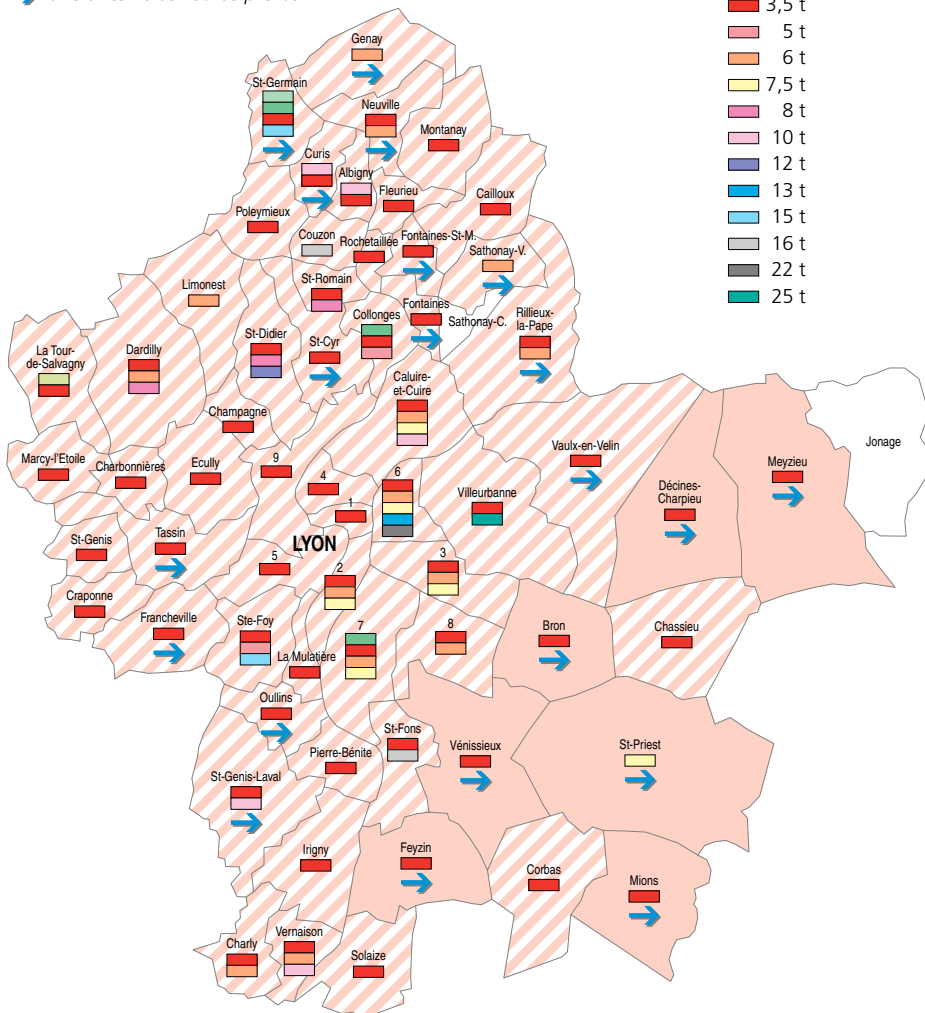 3,5 t
5 t
6 t
7,5 t
8 t
10 t
12 t
13 t
15 t
16 t
22 t
25 t
Genay
St-Germain
Neuville
Montanay
Curis
Albigny
Fleurieu
Cailloux
Poleymieux
Couzon
Rochetaillée
Fontaines-St-M.
Sathonay-V.
Limonest
St-Romain
Collonges
Fontaines
Sathonay-C.
Rillieux-
la-Pape
La Tour-
de-Salvagny
Dardilly
St-Didier
St-Cyr
Caluire-
et-Cuire
Champagne
Marcy-l'Etoile
Charbonnières
Ecully
9
4
1
6
Villeurbanne
Vaulx-en-Velin
Décines-
Charpieu
Meyzieu
Jonage
St-Genis
Tassin
LYON
5
2
3
Craponne
Francheville
Ste-Foy
La Mulatière
7
8
Bron
Chassieu
Oullins
Pierre-Bénite
St-Fons
Vénissieux
St-Priest
St-Genis-Laval
Irigny
Feyzin
Corbas
Mions
Charly
Vernaison
Solaize